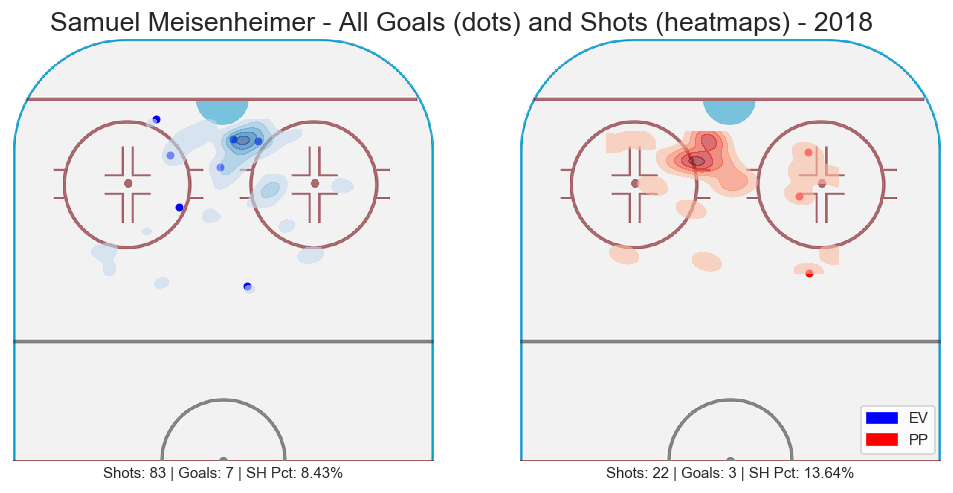 Samuel Meisenheimer - All Goals (dots) and Shots (heatmaps) - 2018
EV
PP
Shots: 83 | Goals: 7 | SH Pct: 8.43%
Shots: 22 | Goals: 3 | SH Pct: 13.64%